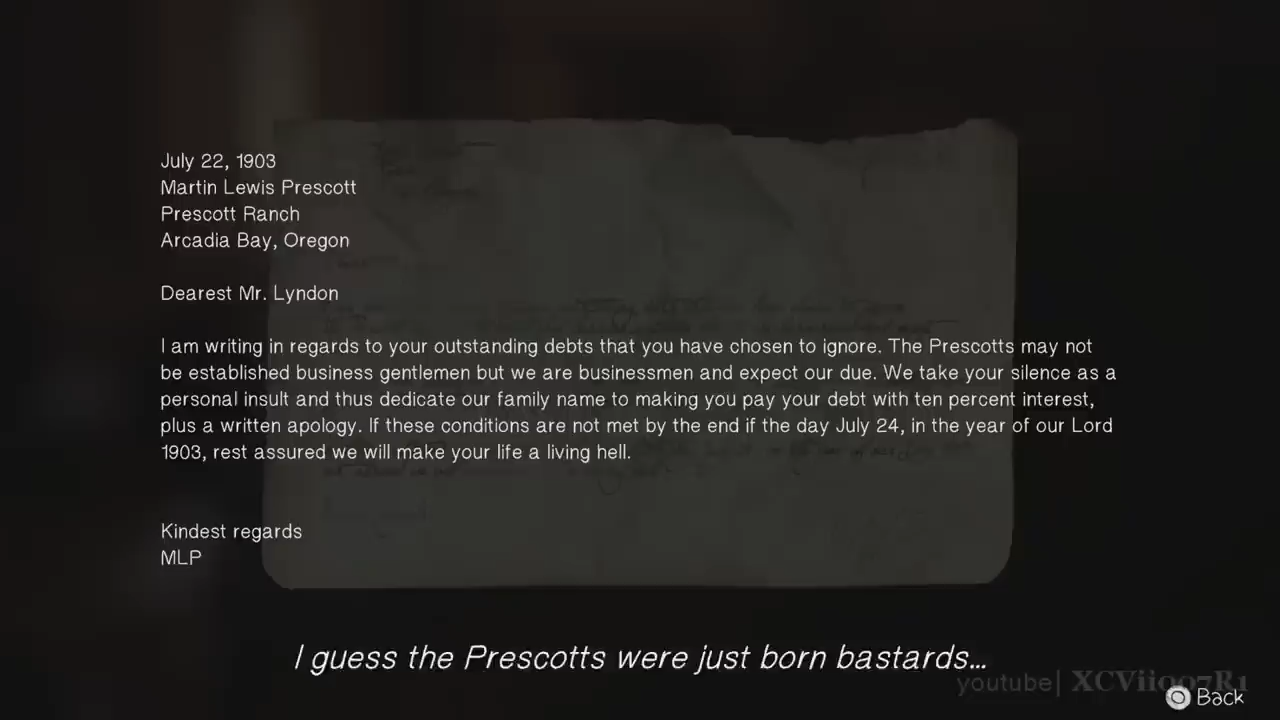 July 22, 1903
Martin Lewis Prescott
Prescott Ranch
Arcadia Bay, Oregon
Dearest Mr. Lyndon
I am writing in regards to your outstanding debts that you have chosen to ignore. The Prescotts may not
be established business gentlemen but we are businessmen and expect our due. We take your silence as a
personal insult and thus dedicate our family name to making you pay your debt with ten percent interest,
plus a written apology. If these conditions are not met by the end if the day July 24, in the year of our Lord
1903, rest assured we will make your life a living hell.
Kindest regards
MLP
I guess the Prescotts were just born bastards...
youtube| XCVii007R1
Back